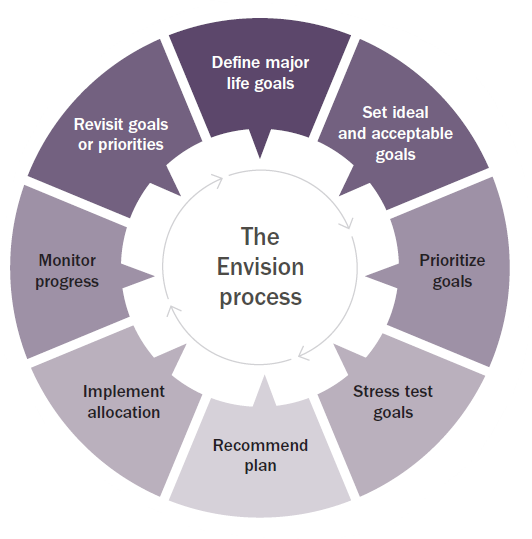 Define major
life goals
Set ideal
and acceptable
goals
Prioritize
goals
Stress test
goals
Recommend
plan
Implement
allocation
Monitor
progress
Revisit goals
or priorities
The
Envision
process